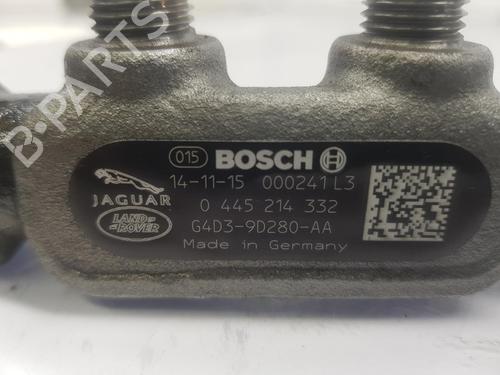 B-PARTS
015 BOSCH
14-11-15 000241 L3
JAGUAR
0 445 214 332
LAND-ROVER
G4D3-9D280-AA
Made in Germany